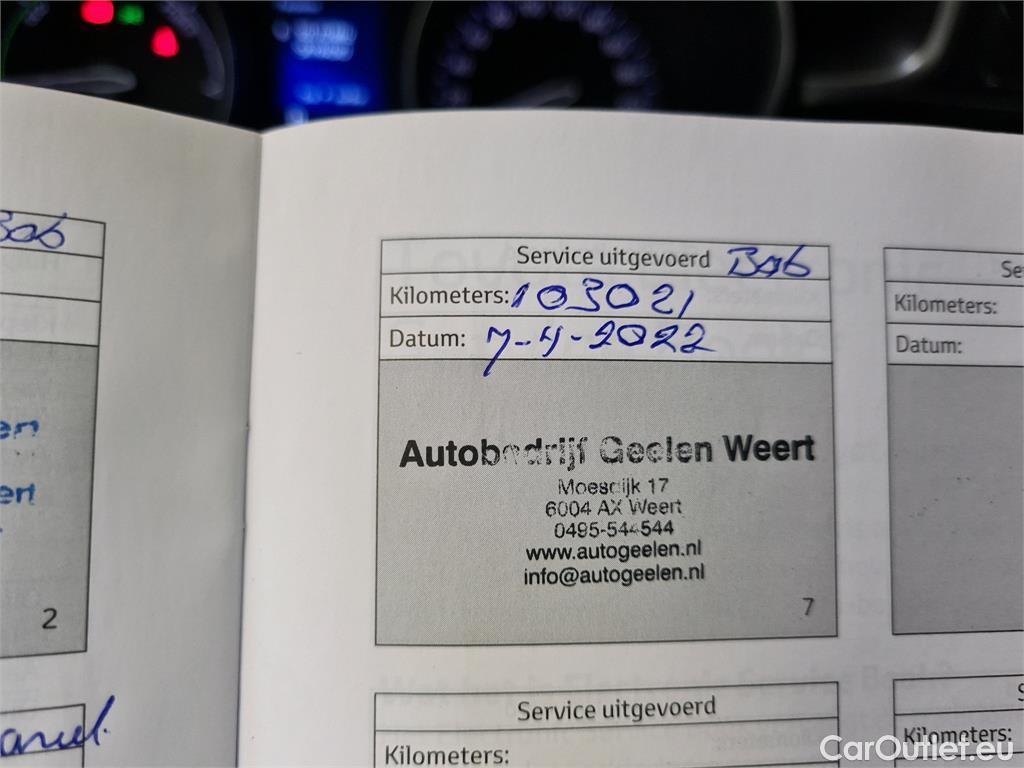 Service uitgevoerd Bob
Kilometers: 103021
Datum: 7-4-2022
Autobedrijf Geelen Weert
Moesdijk 17
6004 AX Weert
0495-544544
www.autogeelen.nl
info@autogeelen.nl
7
2
Kilometers:
Datum:
Service uitgevoerd
Kilometers:
Kilometers:
CarOutlet.eu